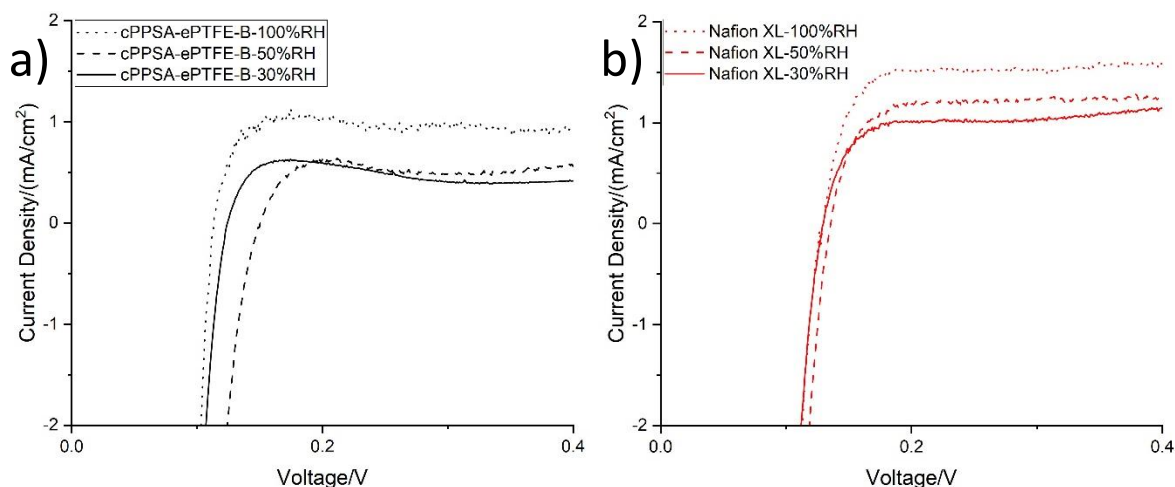 a)
cPPSA-ePTFE-B-100%RH
cPPSA-ePTFE-B-50%RH
cPPSA-ePTFE-B-30%RH
2
1
0
-1
-2
Current Density/(mA/cm²)
0.0
0.2
0.4
Voltage/V
b)
Nafion XL-100%RH
Nafion XL-50%RH
Nafion XL-30%RH
2
1
0
-1
-2
Current Density/(mA/cm²)
0.0
0.2
0.4
Voltage/V